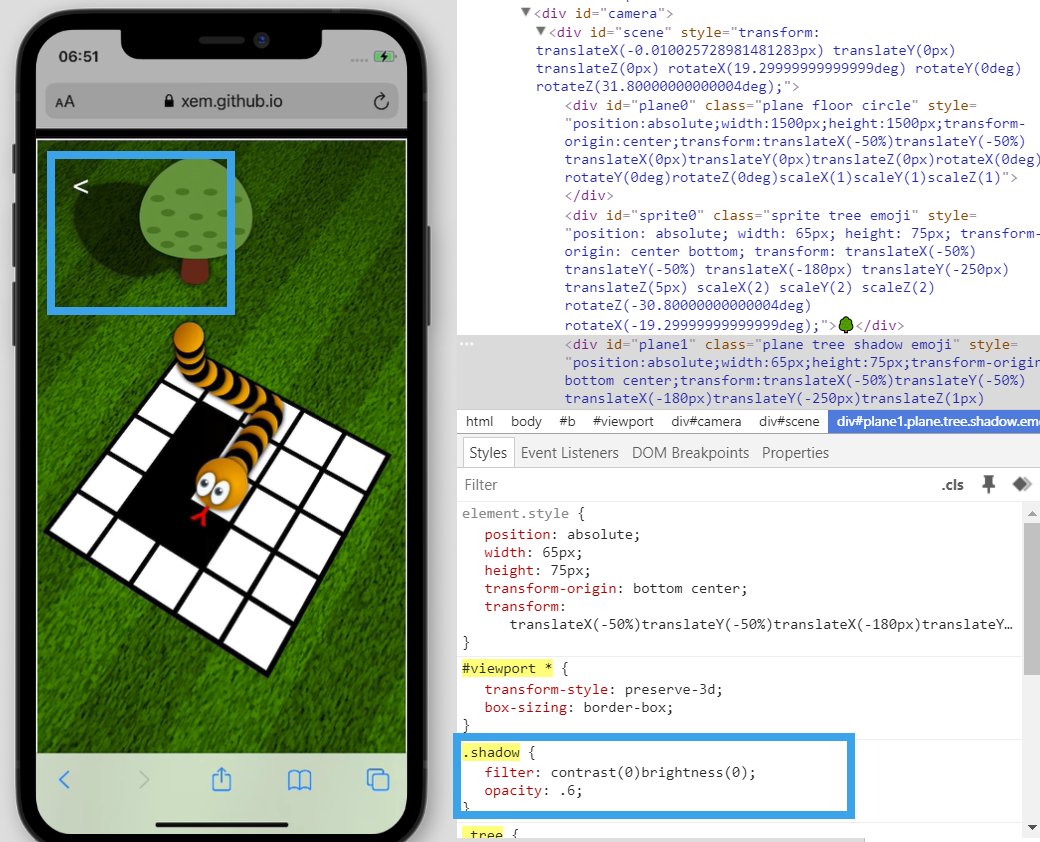 06:51
AA xem.github.io
<
<div id="camera">
<div id="scene" style="transform:
translateX(-0.010025728981481283px) translateY(0px)
translateZ(0px) rotateX(19.29999999999999deg) rotateY(0deg)
rotateZ(31.80000000000004deg);">
<div id="plane0" class="plane floor circle" style=
"position:absolute;width:1500px;height:1500px;transform-
origin:center;transform:translateX(-50%)translateY(-50%)
translateX(0px)translateY(0px)translateZ(0px)rotateX(0deg)
rotateY(0deg)rotateZ(0deg)scaleX(1)scaleY(1)scaleZ(1)">
</div>
<div id="sprite0" class="sprite tree emoji" style=
"position: absolute; width: 65px; height: 75px; transform-
origin: center bottom; transform: translateX(-50%)
translateY(-50%) translateX(-180px) translateY(-250px)
translateZ(5px) scaleX(2) scaleY(2) scaleZ(2)
rotateZ(-30.80000000000004deg)
rotateX(-19.29999999999999deg);">🌳</div>
<div id="plane1" class="plane tree shadow emoji" style=
"position:absolute;width:65px;height:75px;transform-origin
bottom center;transform:translateX(-50%)translateY(-50%)
translateX(-180px)translateY(-250px)translateZ(1px)
html body #b #viewport div#camera div#scene div#plane1.plane.tree.shadow.emo
Styles Event Listeners DOM Breakpoints Properties
Filter .cls
element.style {
position: absolute;
width: 65px;
height: 75px;
transform-origin: bottom center;
transform:
translateX(-50%)translateY(-50%)translateX(-180px)translateY…
}
#viewport * {
transform-style: preserve-3d;
box-sizing: border-box;
}
.shadow {
filter: contrast(0)brightness(0);
opacity: .6;
}
.tree {